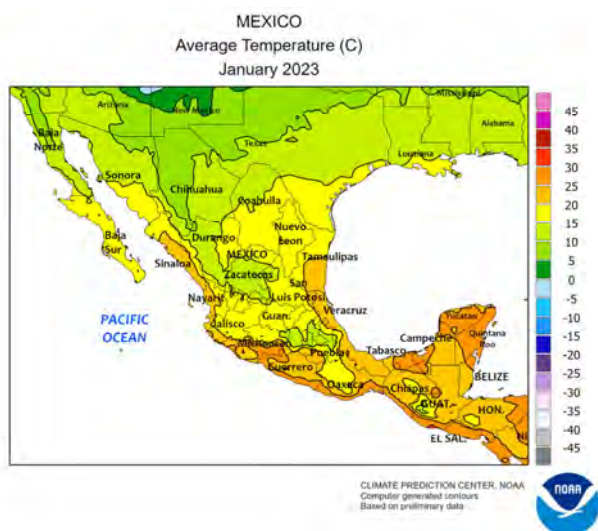 MEXICO
Average Temperature (C)
January 2023
Mississippi
Arizona
New Mexico
Alabama
Baja
Norte
Texas
Louisiana
Sonora
Chihuahua
Coahuila
Nuevo
Leon
Baja
Sur
Durango
MEXICO
Tamaulipas
Sinaloa
Zacatecas
San
Luis Potosi
Nayarit
Veracruz
Yucatan
PACIFIC
OCEAN
Jalisco
Guan.
Quintana
Roo
Campeche
Michoacan
Puebla
Tabasco
Guerrero
Oaxaca
Chiapas
BELIZE
GUAT.
HON.
EL SAL.
45
40
35
30
25
20
15
10
5
0
-5
-10
-15
-20
-25
-30
-35
-40
-45
CLIMATE PREDICTION CENTER, NOAA
Computer generated contours
Based on preliminary data
NOAA